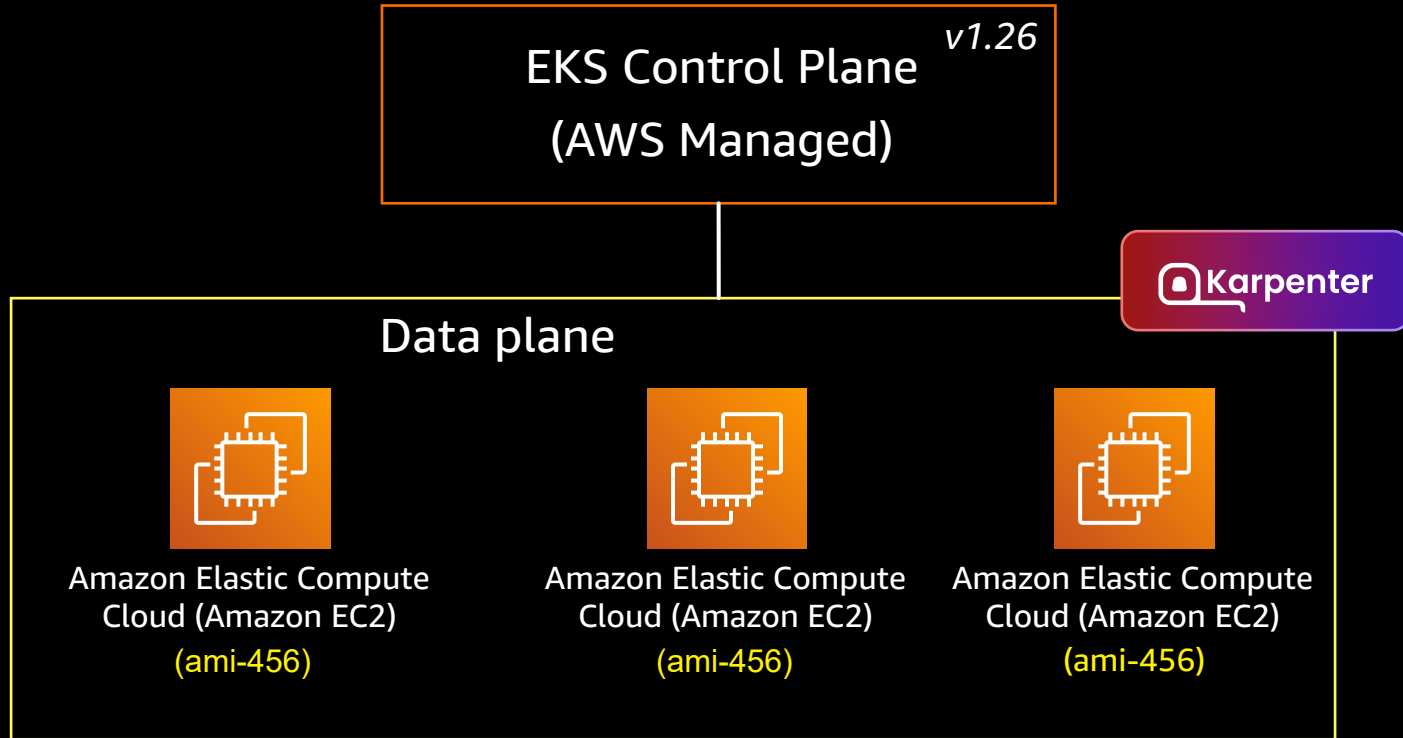 v1.26
EKS Control Plane
(AWS Managed)
Karpenter
Data plane
Amazon Elastic Compute
Cloud (Amazon EC2)
(ami-456)
Amazon Elastic Compute
Cloud (Amazon EC2)
(ami-456)
Amazon Elastic Compute
Cloud (Amazon EC2)
(ami-456)